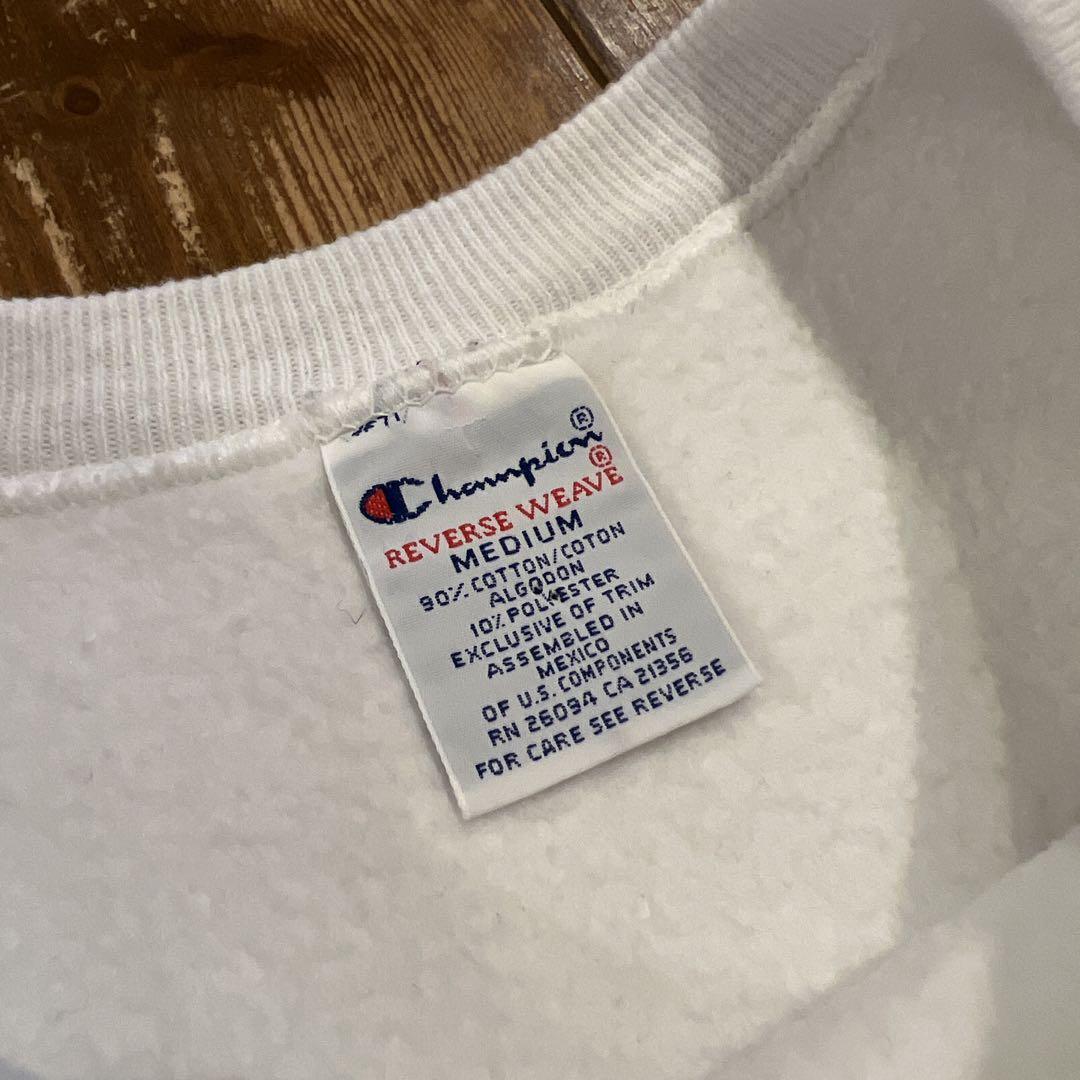 Champion®
REVERSE WEAVE®
MEDIUM
90% COTTON/COTON
ALGODON
10% POLYESTER
EXCLUSIVE OF TRIM
ASSEMBLED IN
MEXICO
OF U.S. COMPONENTS
RN 26094 CA 21356
FOR CARE SEE REVERSE